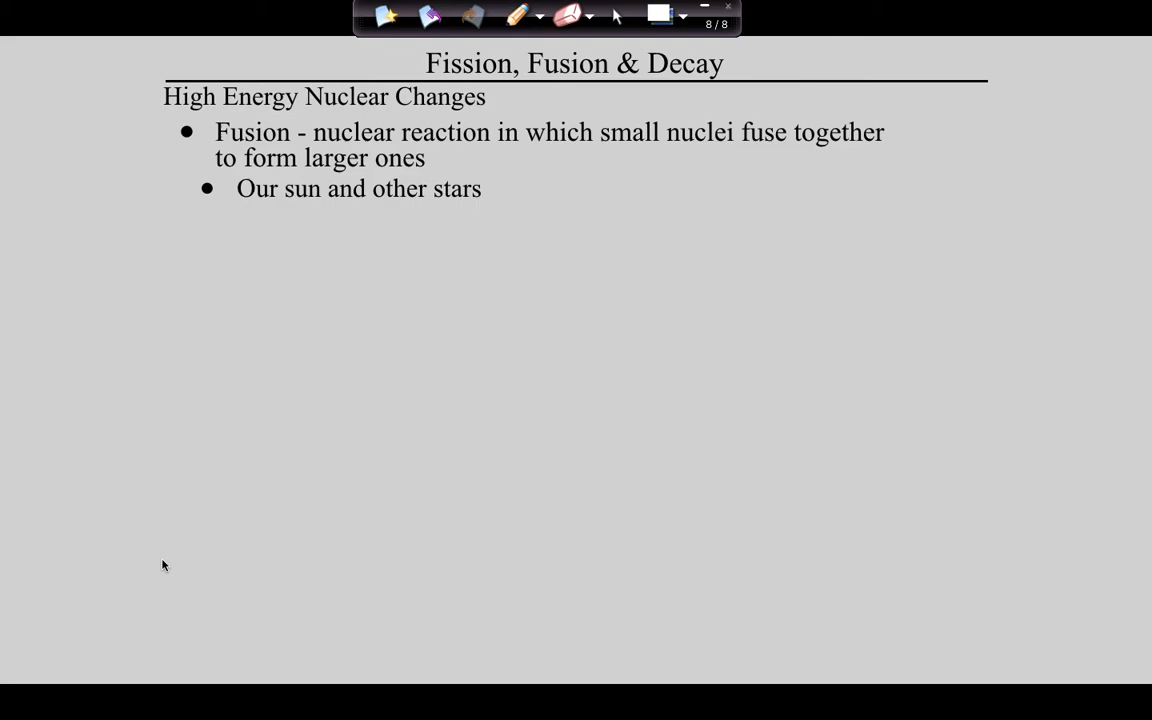 8 / 8
Fission, Fusion & Decay
High Energy Nuclear Changes
● Fusion - nuclear reaction in which small nuclei fuse together
to form larger ones
● Our sun and other stars